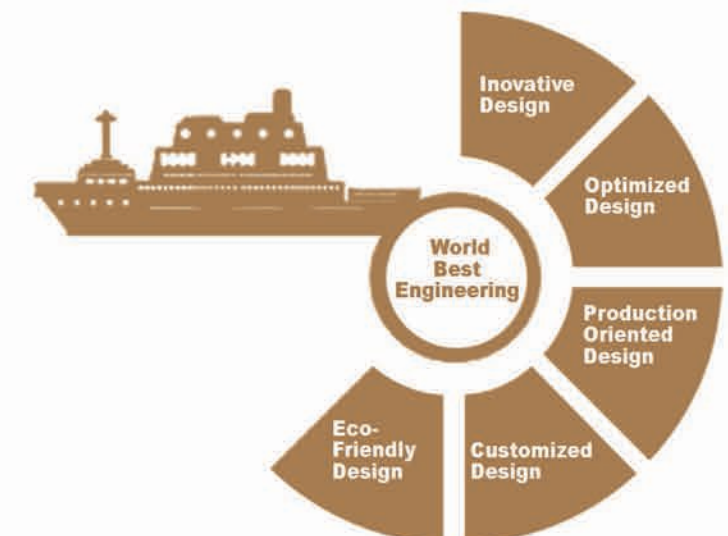 Inovative
Design
Optimized
Design
World
Best
Engineering
Production
Oriented
Design
Eco-
Friendly
Design
Customized
Design